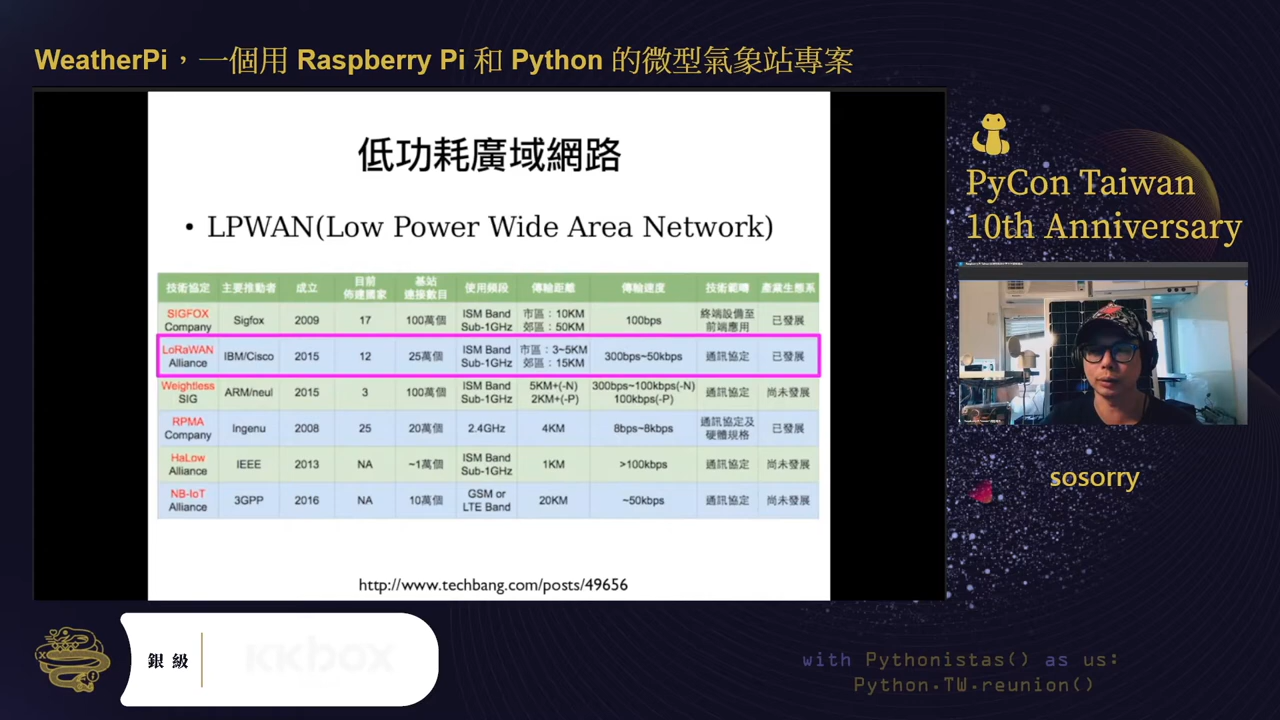 WeatherPi，一個用 Raspberry Pi 和 Python 的微型氣象站專案
低功耗廣域網路
• LPWAN(Low Power Wide Area Network)
技術協定 主要推動者 成立 目前佈建國家 基站連接數目 使用頻段 傳輸距離 傳輸速度 技術範疇 產業生態系
SIGFOX Company Sigfox 2009 17 100萬個 ISM Band Sub-1GHz 市區：10KM 郊區：50KM 100bps 終端設備至前端應用 已發展
LoRaWAN Alliance IBM/Cisco 2015 12 25萬個 ISM Band Sub-1GHz 市區：3~5KM 郊區：15KM 300bps~50kbps 通訊協定 已發展
Weightless SIG ARM/neul 2015 3 100萬個 ISM Band Sub-1GHz 5KM+(-N) 2KM+(-P) 300bps~100kbps(-N) 100kbps(-P) 通訊協定 尚未發展
RPMA Company Ingenu 2008 25 20萬個 2.4GHz 4KM 8bps~8kbps 通訊協定及硬體規格 已發展
HaLow Alliance IEEE 2013 NA ~1萬個 ISM Band Sub-1GHz 1KM >100kbps 通訊協定 尚未發展
NB-IoT Alliance 3GPP 2016 NA 10萬個 GSM or LTE Band 20KM ~50kbps 通訊協定 尚未發展
http://www.techbang.com/posts/49656
PyCon Taiwan
10th Anniversary
sosorry
銀級
KKbox
with Pythonistas() as us:
Python.TW.reunion()